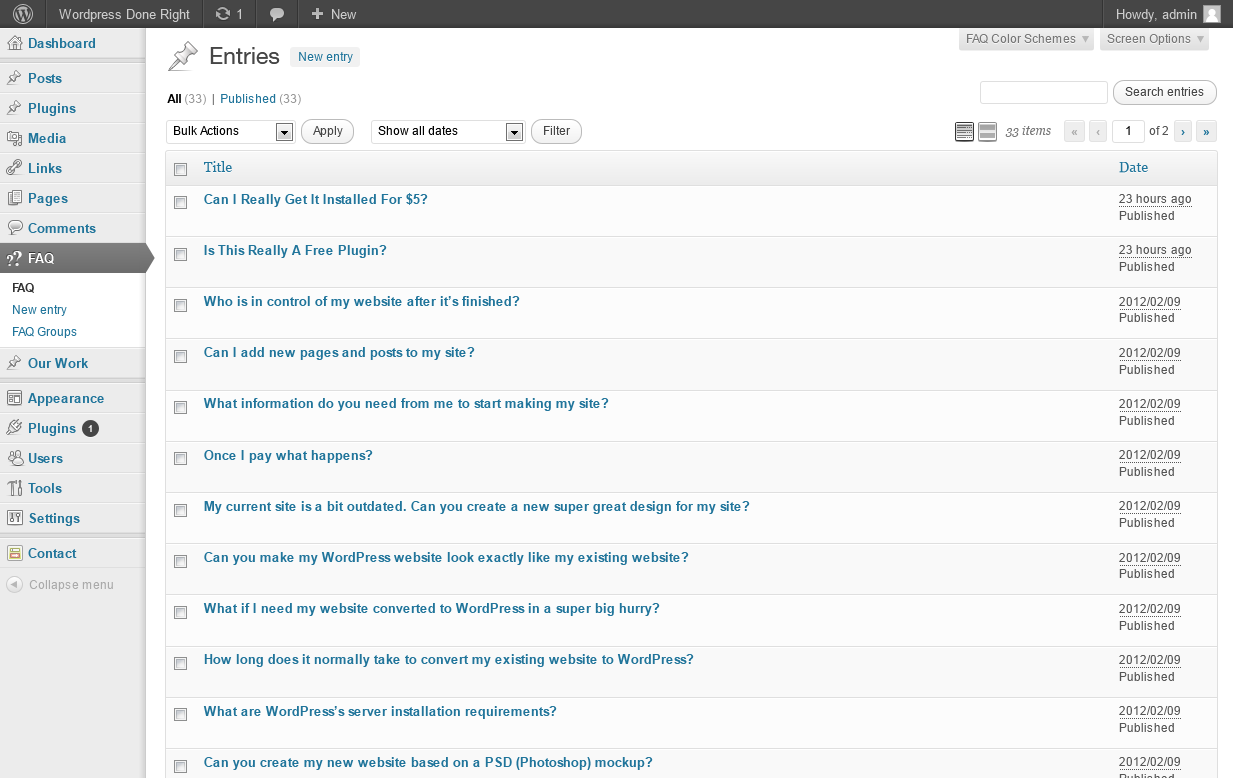 Wordpress Done Right 1 New Howdy, admin
Dashboard
Posts
Plugins
Media
Links
Pages
Comments
FAQ
FAQ
New entry
FAQ Groups
Our Work
Appearance
Plugins 1
Users
Tools
Settings
Contact
Collapse menu
FAQ Color Schemes Screen Options
Entries New entry
All (33) | Published (33)
Search entries
Bulk Actions Apply Show all dates Filter 33 items « ‹ 1 of 2 › »
Title Date
Can I Really Get It Installed For $5? 23 hours ago
Published
Is This Really A Free Plugin? 23 hours ago
Published
Who is in control of my website after it’s finished? 2012/02/09
Published
Can I add new pages and posts to my site? 2012/02/09
Published
What information do you need from me to start making my site? 2012/02/09
Published
Once I pay what happens? 2012/02/09
Published
My current site is a bit outdated. Can you create a new super great design for my site? 2012/02/09
Published
Can you make my WordPress website look exactly like my existing website? 2012/02/09
Published
What if I need my website converted to WordPress in a super big hurry? 2012/02/09
Published
How long does it normally take to convert my existing website to WordPress? 2012/02/09
Published
What are WordPress’s server installation requirements? 2012/02/09
Published
Can you create my new website based on a PSD (Photoshop) mockup? 2012/02/09
Published